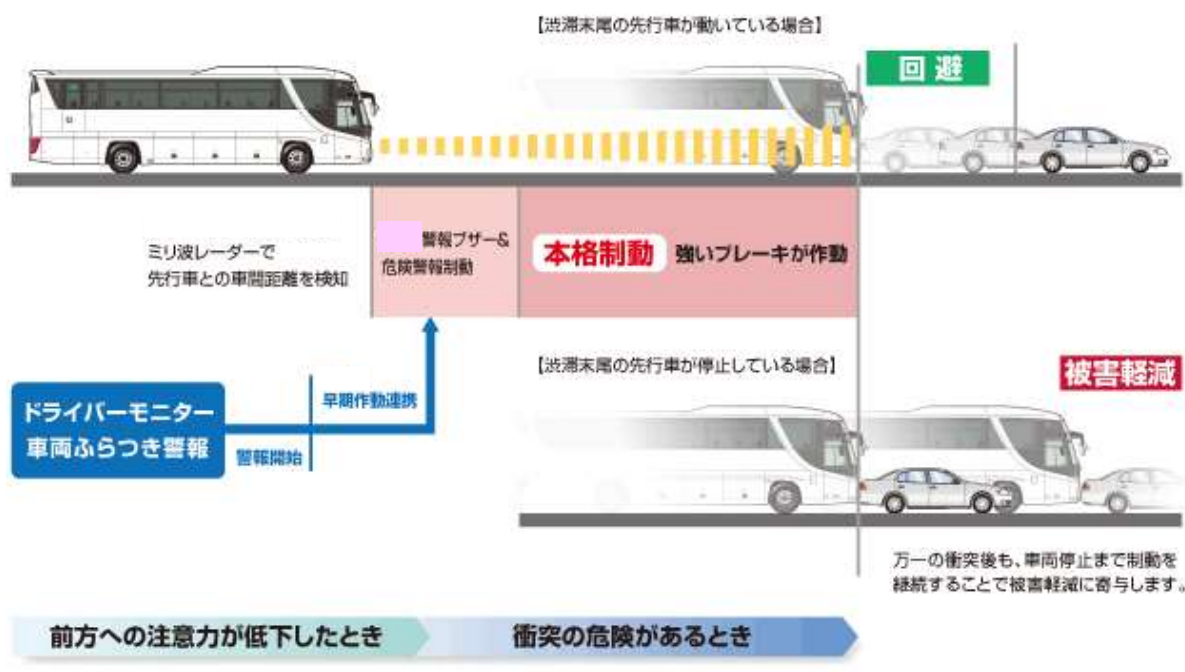 【渋滞末尾の先行車が動いている場合】
回避
ミリ波レーダーで
先行車との車間距離を検知
警報ブザー&
危険警報制動
本格制動 強いブレーキが作動
【渋滞末尾の先行車が停止している場合】
被害軽減
ドライバーモニター
車両ふらつき警報
警報開始
早期作動連携
万一の衝突後も、車両停止まで制動を
継続することで被害軽減に寄与します。
前方への注意力が低下したとき
衝突の危険があるとき